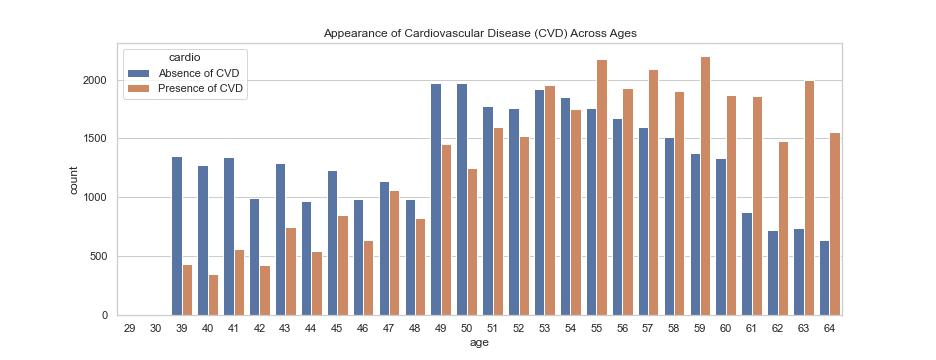 Appearance of Cardiovascular Disease (CVD) Across Ages
cardio
Absence of CVD
Presence of CVD
2000
1500
1000
500
0
count
29 30 39 40 41 42 43 44 45 46 47 48 49 50 51 52 53 54 55 56 57 58 59 60 61 62 63 64
age